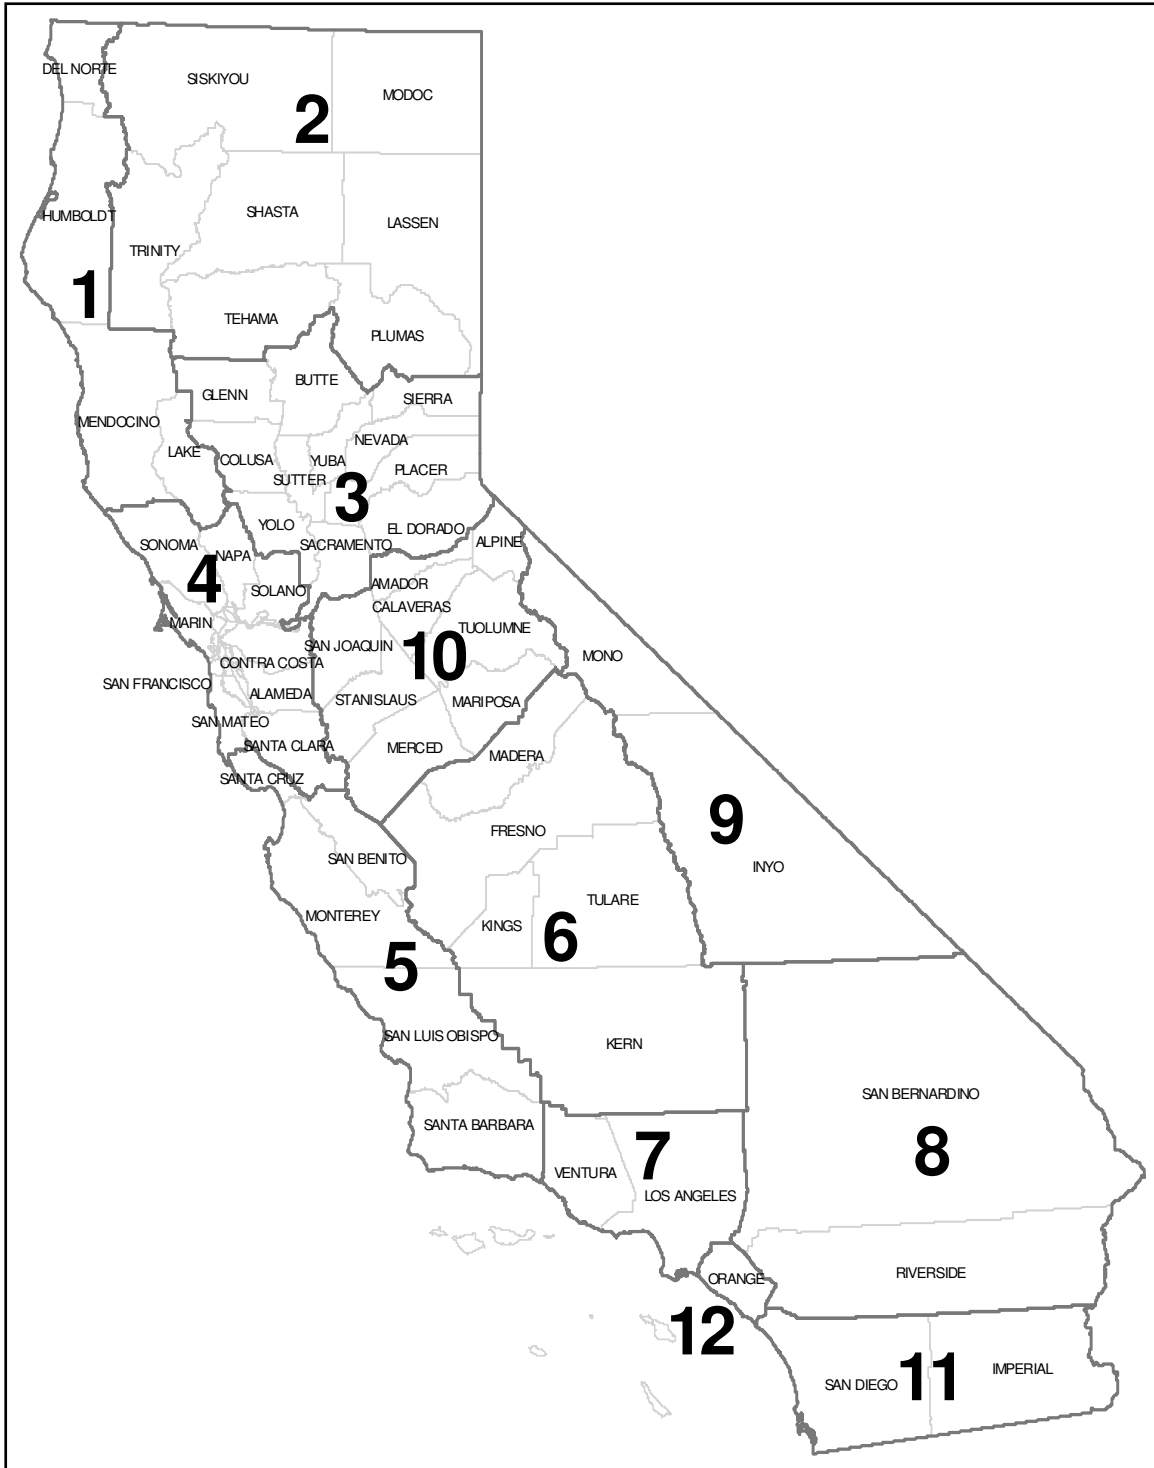 DEL NORTE
SISKIYOU
MODOC
2
HUMBOLDT
SHASTA
LASSEN
TRINITY
1
TEHAMA
PLUMAS
BUTTE
GLENN
SIERRA
MENDOCINO
NEVADA
LAKE
COLUSA
YUBA
PLACER
SUTTER
3
YOLO
EL DORADO
SONOMA
NAPA
SACRAMENTO
ALPINE
4
SOLANO
AMADOR
CALAVERAS
MARIN
TUOLUMNE
SAN JOAQUIN
10
MONO
CONTRA COSTA
SAN FRANCISCO
ALAMEDA
STANISLAUS
MARIPOSA
SAN MATEO
SANTA CLARA
MERCED
MADERA
SANTA CRUZ
9
FRESNO
SAN BENITO
INYO
TULARE
MONTEREY
KINGS
6
5
SAN LUIS OBISPO
KERN
SAN BERNARDINO
SANTA BARBARA
7
8
VENTURA
LOS ANGELES
ORANGE
RIVERSIDE
12
SAN DIEGO
11
IMPERIAL